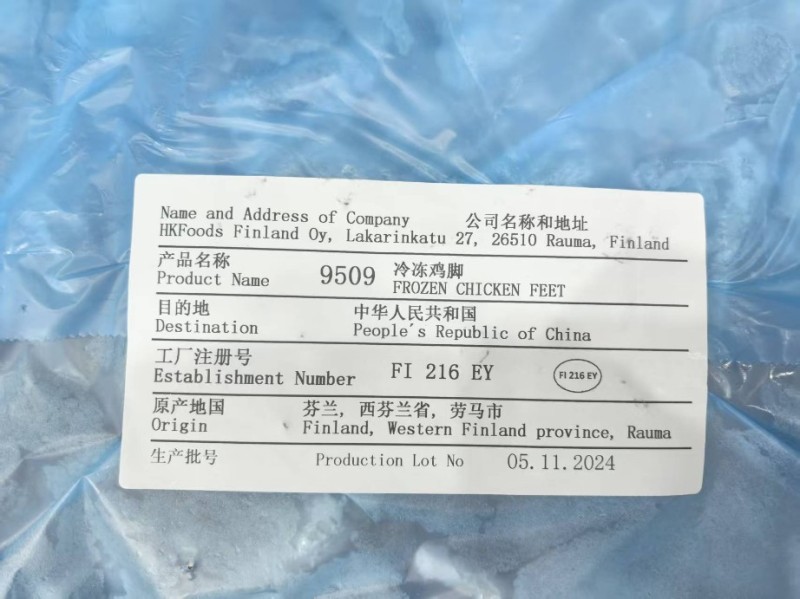 Name and Address of Company 公司名称和地址
HKFoods Finland Oy, Lakarinkatu 27, 26510 Rauma, Finland
产品名称
Product Name 9509 冷冻鸡脚
FROZEN CHICKEN FEET
目的地 中华人民共和国
Destination People´s Republic of China
工厂注册号
Establishment Number FI 216 EY FI 216 EY
原产地国 芬兰, 西芬兰省, 劳马市
Origin Finland, Western Finland province, Rauma
生产批号 Production Lot No 05.11.2024